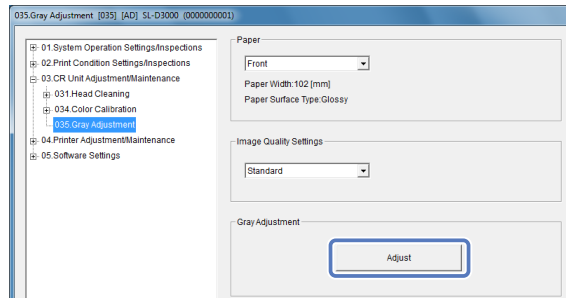 035.Gray Adjustment [035] [AD] SL-D3000 (0000000001)
01.System Operation Settings/Inspections
02.Print Condition Settings/Inspections
03.CR Unit Adjustment/Maintenance
031.Head Cleaning
034.Color Calibration
035.Gray Adjustment
04.Printer Adjustment/Maintenance
05.Software Settings
Paper
Front
Paper Width:102 [mm]
Paper Surface Type:Glossy
Image Quality Settings
Standard
Gray Adjustment
Adjust